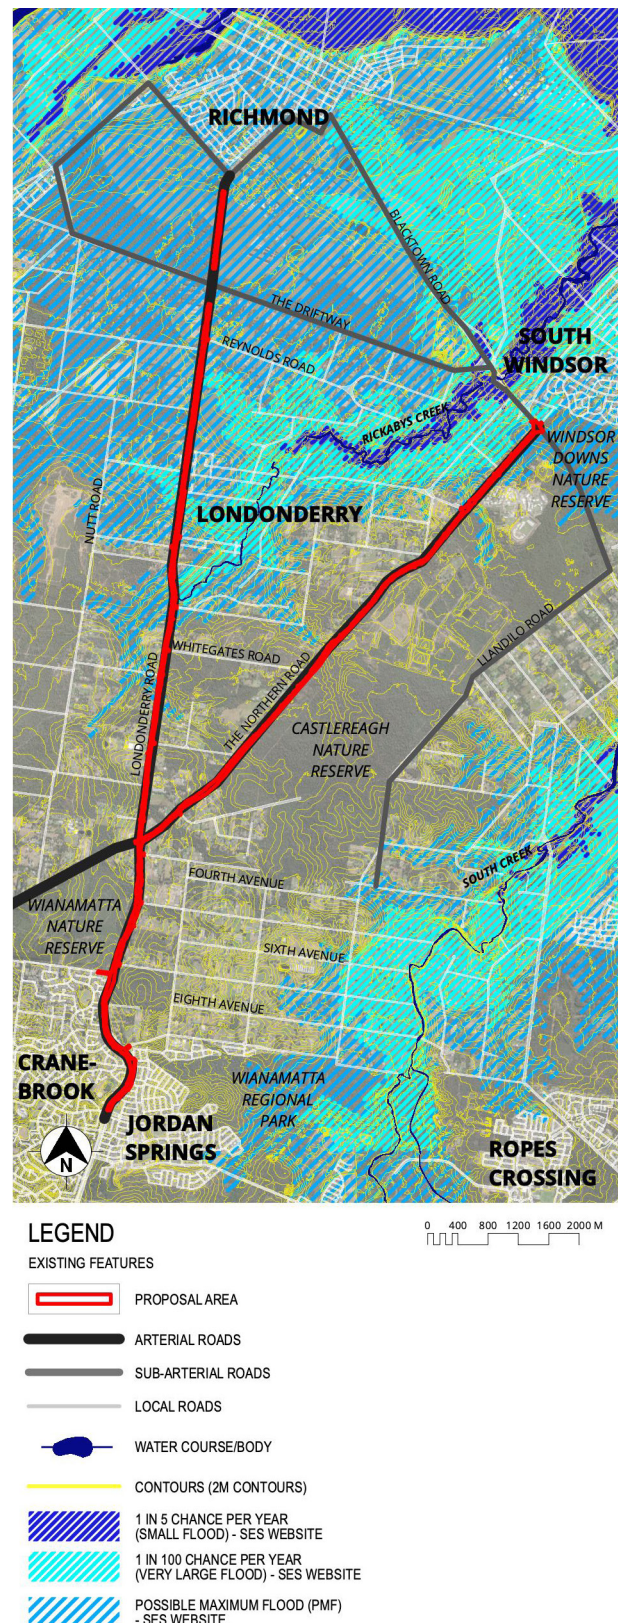 RICHMOND
BLACKTOWN ROAD
THE DRIFTWAY
SOUTH
WINDSOR
REYNOLDS ROAD
RICKABYS CREEK
WINDSOR
DOWNS
NATURE
RESERVE
NUTT ROAD
LONDONDERRY
LLANDILO ROAD
WHITEGATES ROAD
LONDONDERRY ROAD
THE NORTHERN ROAD
CASTLEREAGH
NATURE
RESERVE
SOUTH CREEK
FOURTH AVENUE
WIANAMATTA
NATURE
RESERVE
SIXTH AVENUE
EIGHTH AVENUE
CRANE-
BROOK
WIANAMATTA
REGIONAL
PARK
JORDAN
SPRINGS
ROPES
CROSSING
N
LEGEND
0 400 800 1200 1600 2000 M
EXISTING FEATURES
PROPOSAL AREA
ARTERIAL ROADS
SUB-ARTERIAL ROADS
LOCAL ROADS
WATER COURSE/BODY
CONTOURS (2M CONTOURS)
1 IN 5 CHANCE PER YEAR
(SMALL FLOOD) - SES WEBSITE
1 IN 100 CHANCE PER YEAR
(VERY LARGE FLOOD) - SES WEBSITE
POSSIBLE MAXIMUM FLOOD (PMF)
- SES WEBSITE